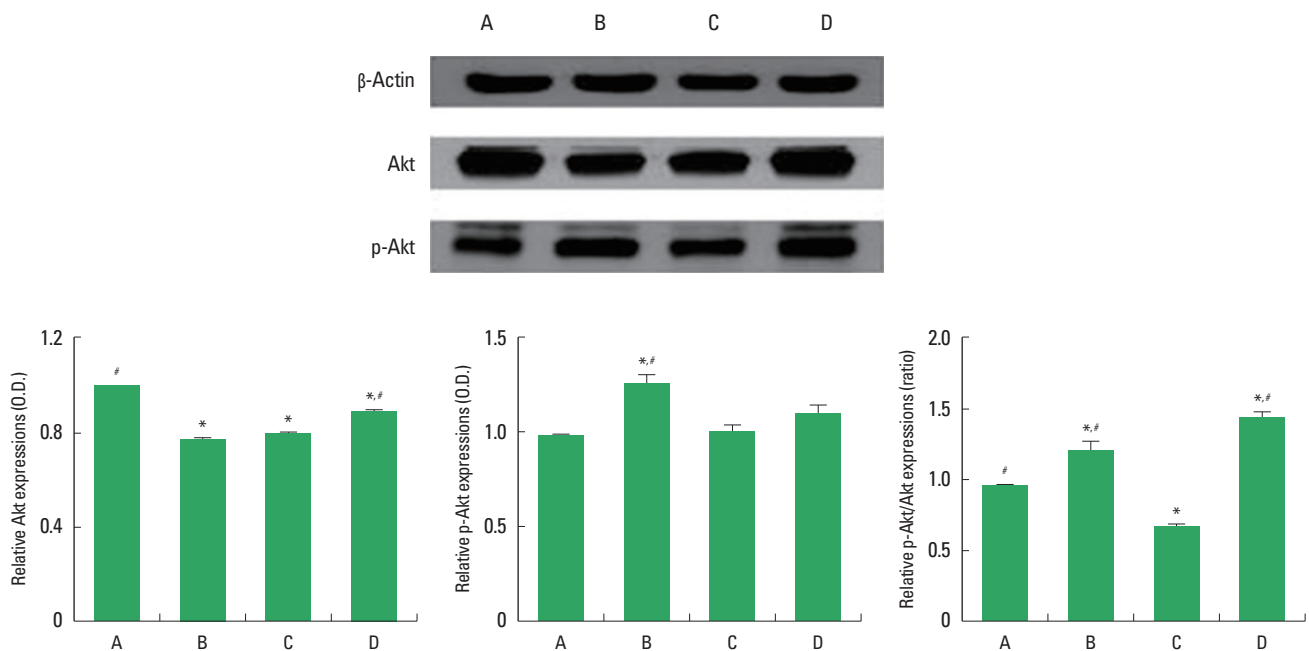 A B C D
β-Actin
Akt
p-Akt
Relative Akt expressions (O.D.)
1.2
0.8
0.4
0
#
*
*
*,#
A B C D
Relative p-Akt expressions (O.D.)
1.5
1.0
0.5
0
*,#
A B C D
Relative p-Akt/Akt expressions (ratio)
2.0
1.5
1.0
0.5
0
#
*,#
*
*,#
A B C D